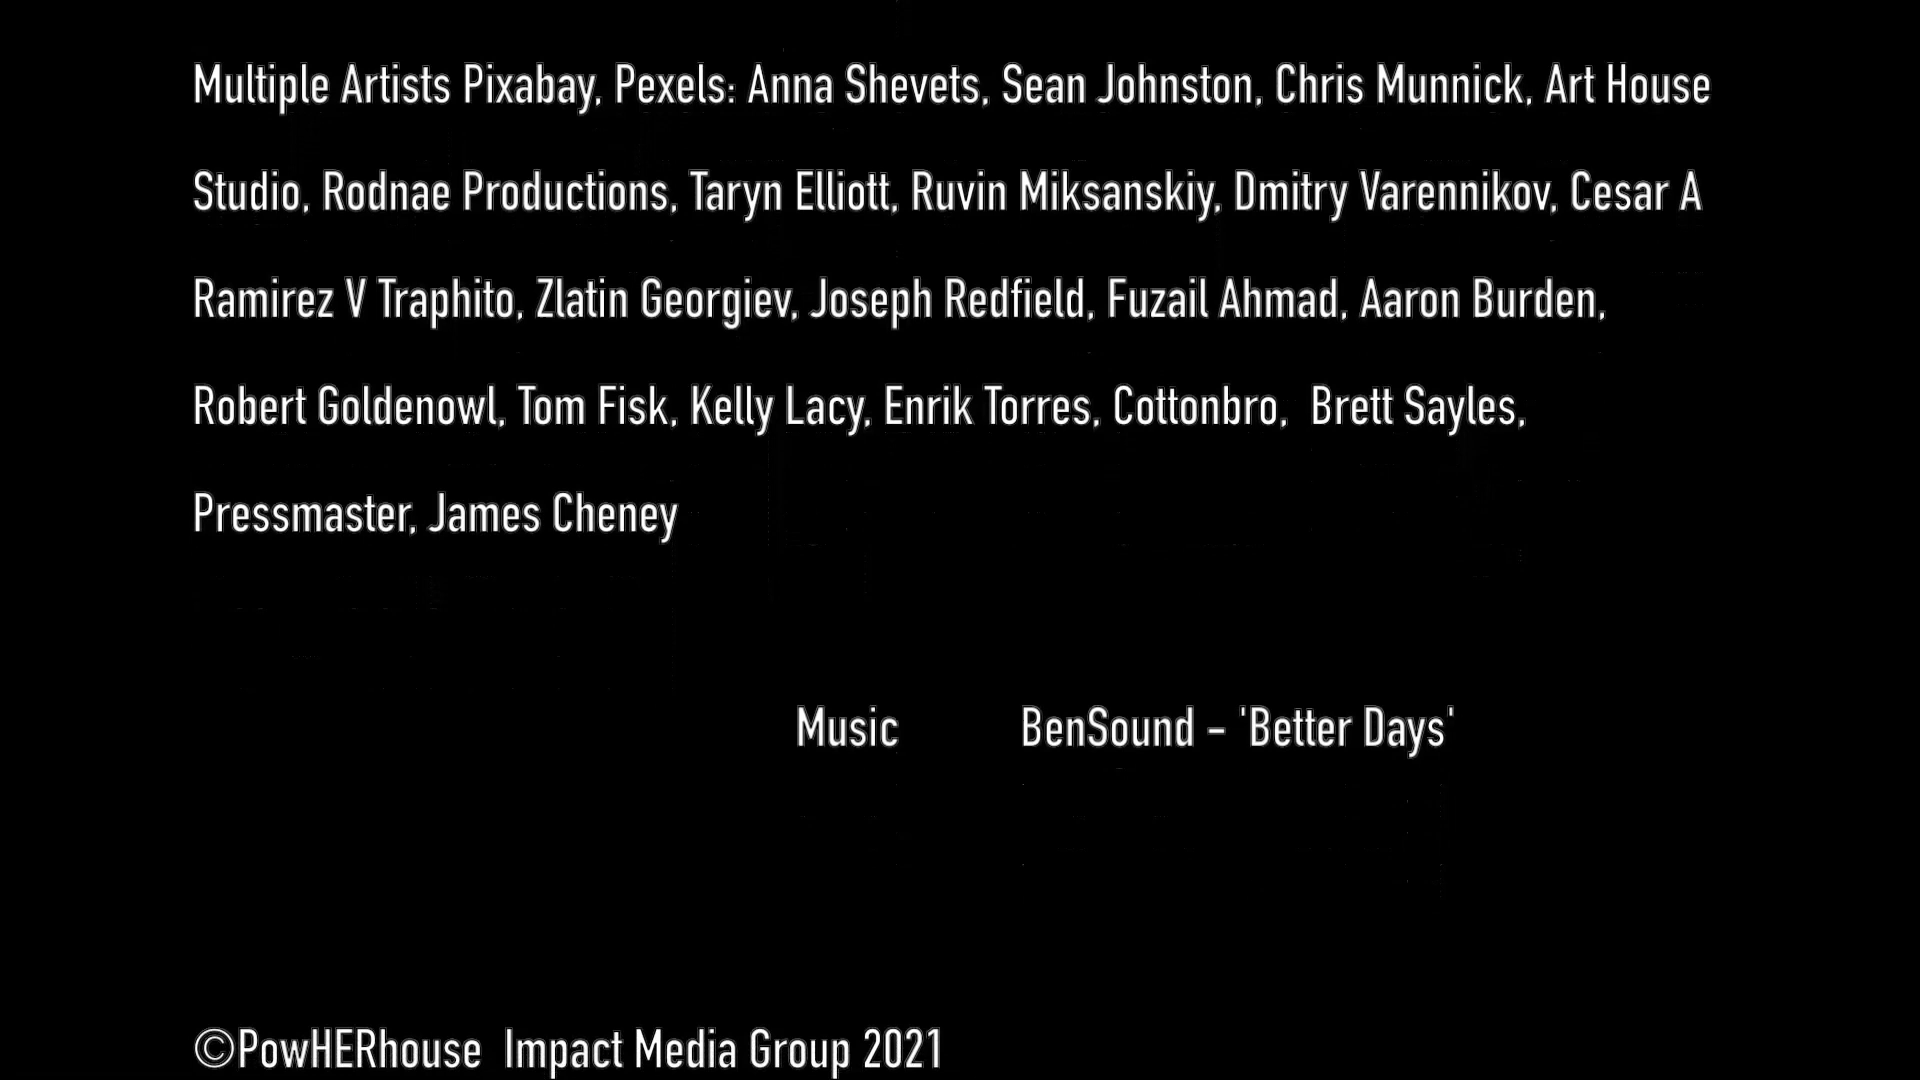 Multiple Artists Pixabay, Pexels: Anna Shevets, Sean Johnston, Chris Munnick, Art House
Studio, Rodnae Productions, Taryn Elliott, Ruvin Miksanskiy, Dmitry Varennikov, Cesar A
Ramirez V Traphito, Zlatin Georgiev, Joseph Redfield, Fuzail Ahmad, Aaron Burden,
Robert Goldenowl, Tom Fisk, Kelly Lacy, Enrik Torres, Cottonbro,  Brett Sayles,
Pressmaster, James Cheney
Music BenSound - 'Better Days'
©PowHERhouse  Impact Media Group 2021